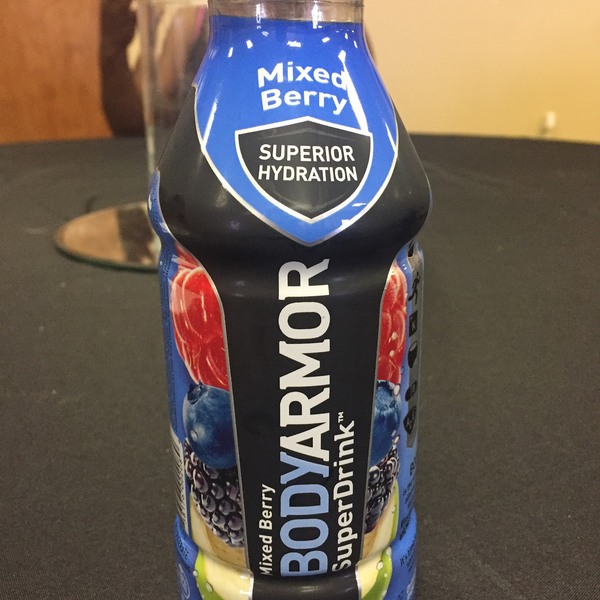 Mixed
Berry
SUPERIOR
HYDRATION
Mixed Berry
BODYARMOR
SuperDrink™